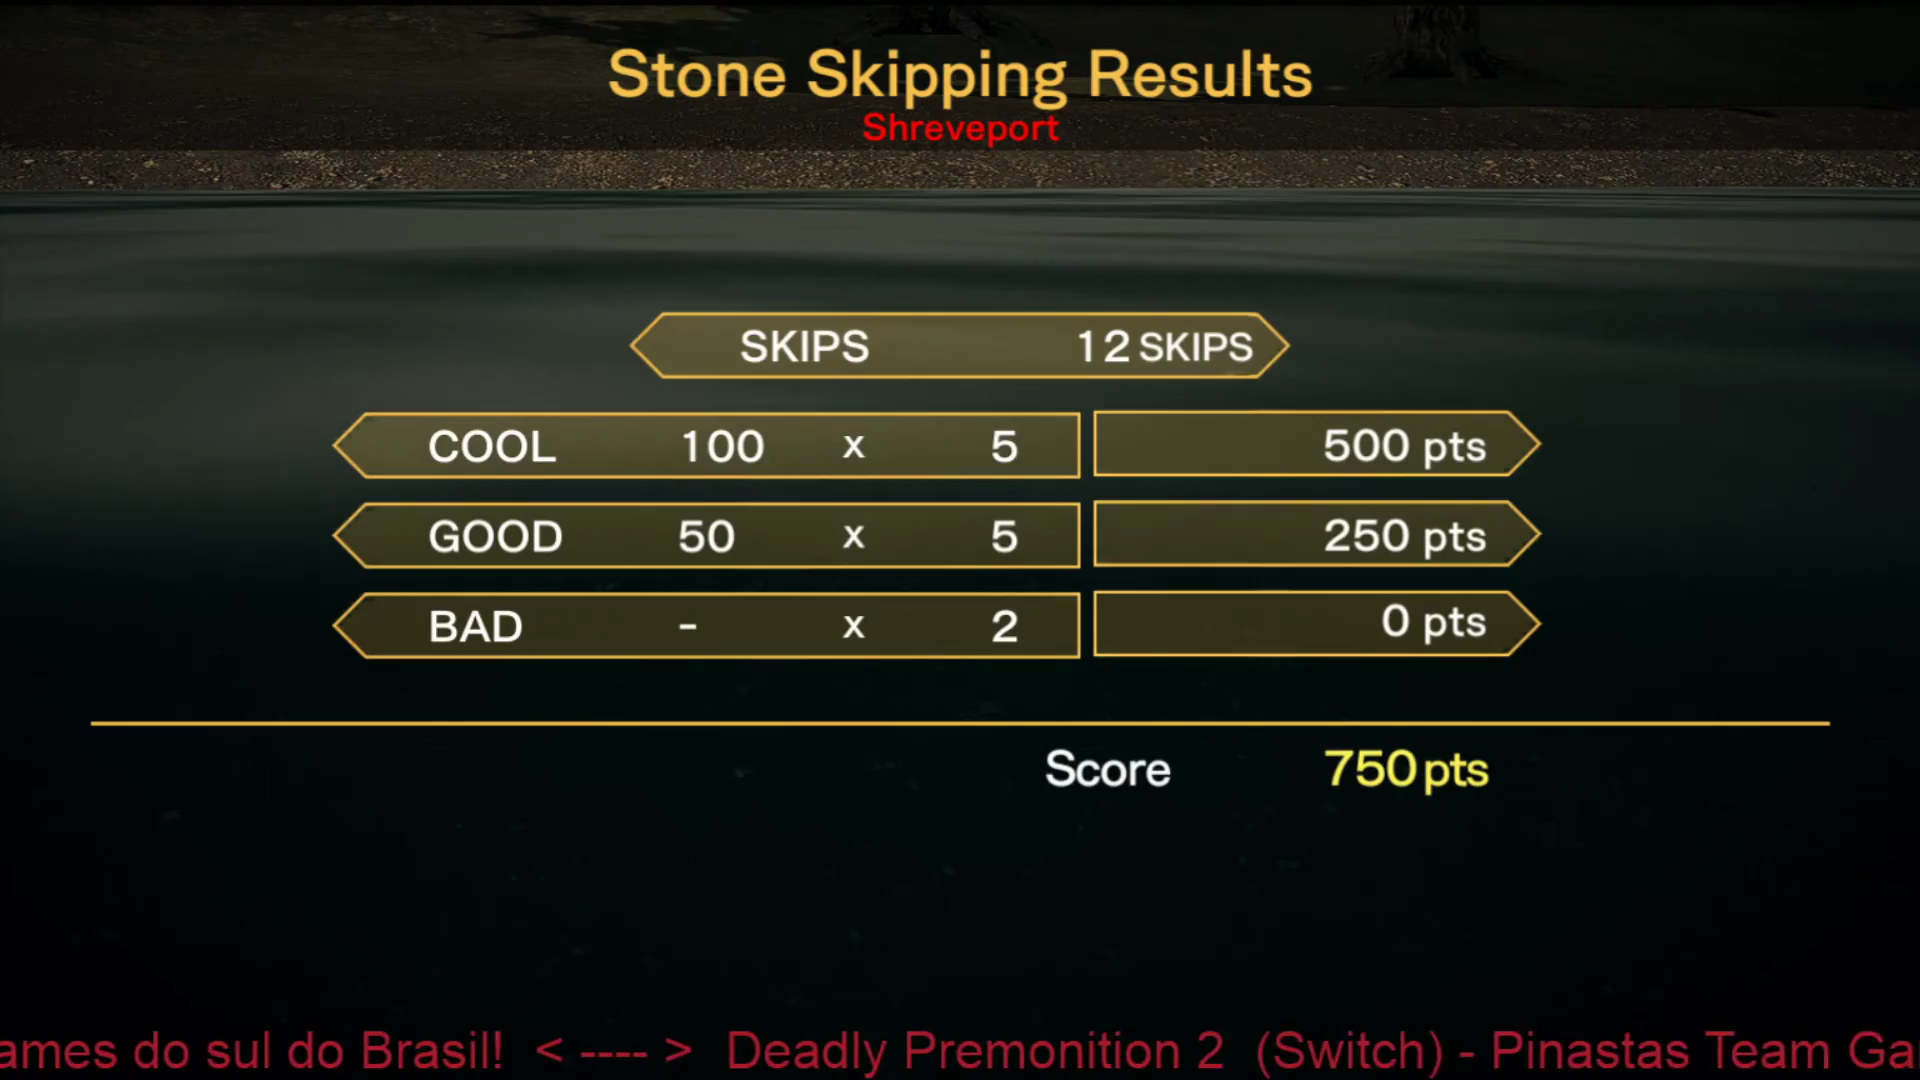 Stone Skipping Results
Shreveport
SKIPS 12 SKIPS
COOL 100 x 5 500 pts
GOOD 50 x 5 250 pts
BAD - x 2 0 pts
Score 750 pts
ames do sul do Brasil! < ---- > Deadly Premonition 2 (Switch) - Pinastas Team Ga